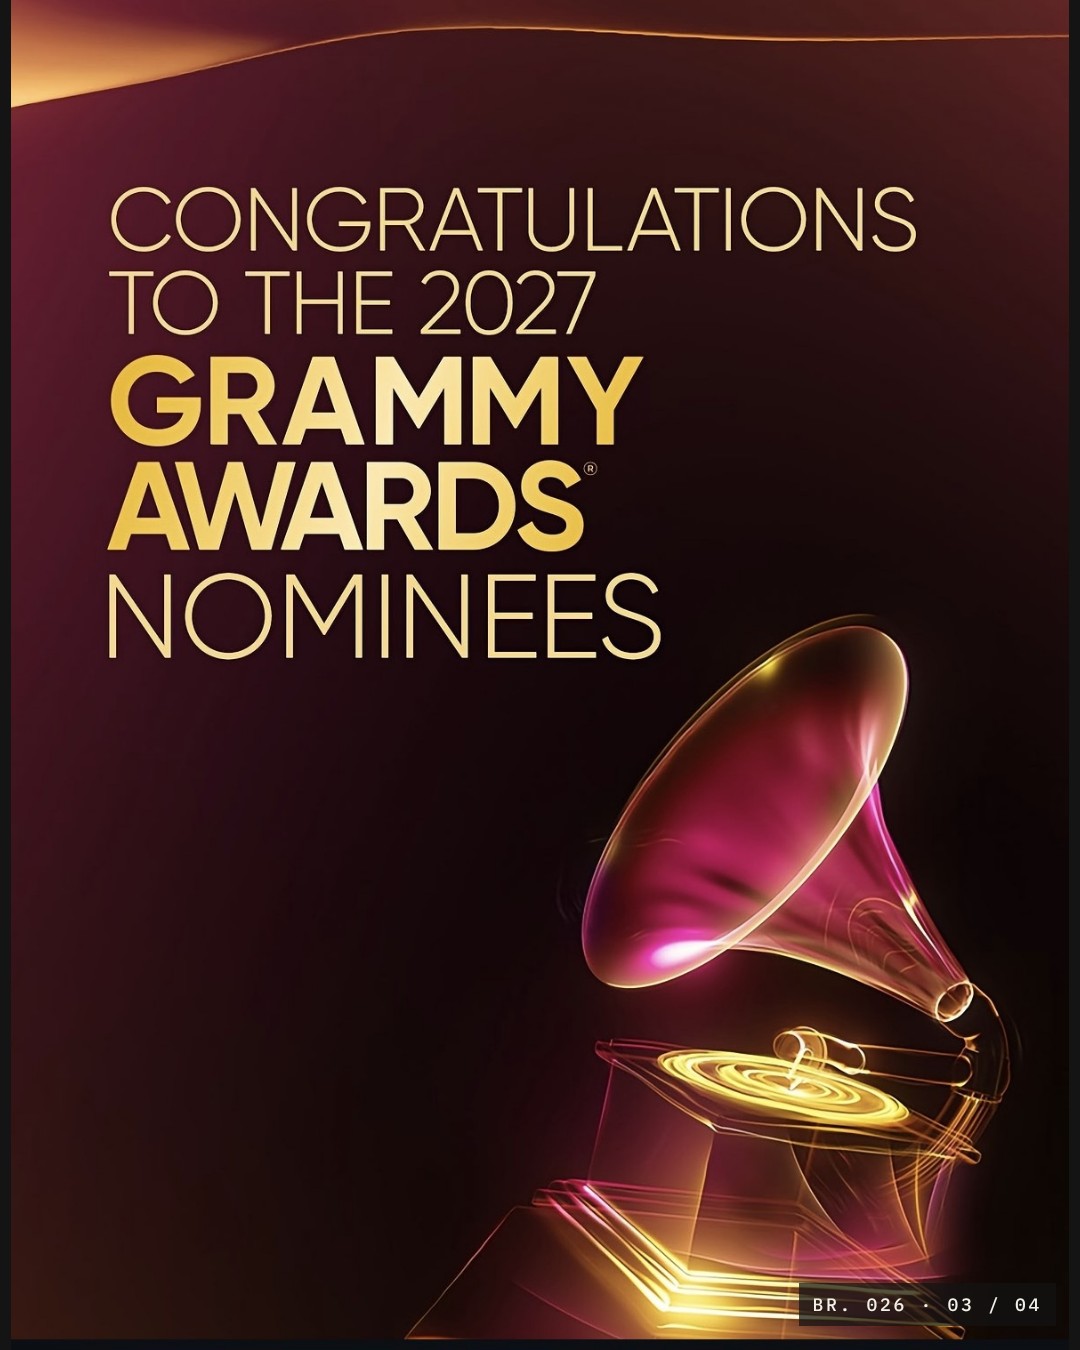 CONGRATULATIONS
TO THE 2027
GRAMMY
AWARDS®
NOMINEES
BR. 026 · 03 / 04